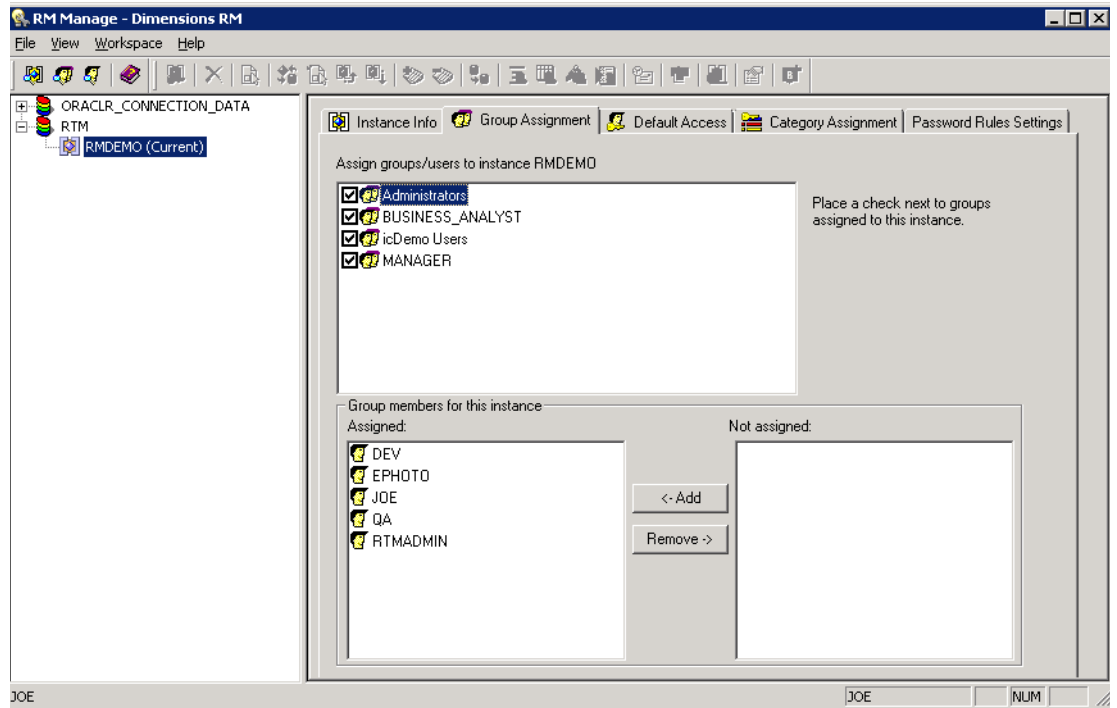 RM Manage - Dimensions RM
File View Workspace Help
ORACLR_CONNECTION_DATA
RTM
RMDEMO (Current)
Instance Info Group Assignment Default Access Category Assignment Password Rules Settings
Assign groups/users to instance RMDEMO
Administrators
BUSINESS_ANALYST
icDemo Users
MANAGER
Place a check next to groups
assigned to this instance.
Group members for this instance
Assigned: Not assigned:
DEV
EPHOTO
JOE
QA
RTMADMIN
<- Add
Remove ->
JOE JOE NUM